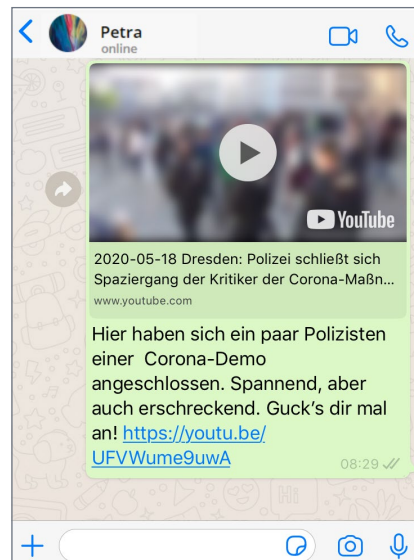 Petra
online
YouTube
2020-05-18 Dresden: Polizei schließt sich
Spaziergang der Kritiker der Corona-Maßn...
www.youtube.com
Hier haben sich ein paar Polizisten
einer Corona-Demo
angeschlossen. Spannend, aber
auch erschreckend. Guck's dir mal
an! https://youtu.be/
UFVWume9uwA
08:29